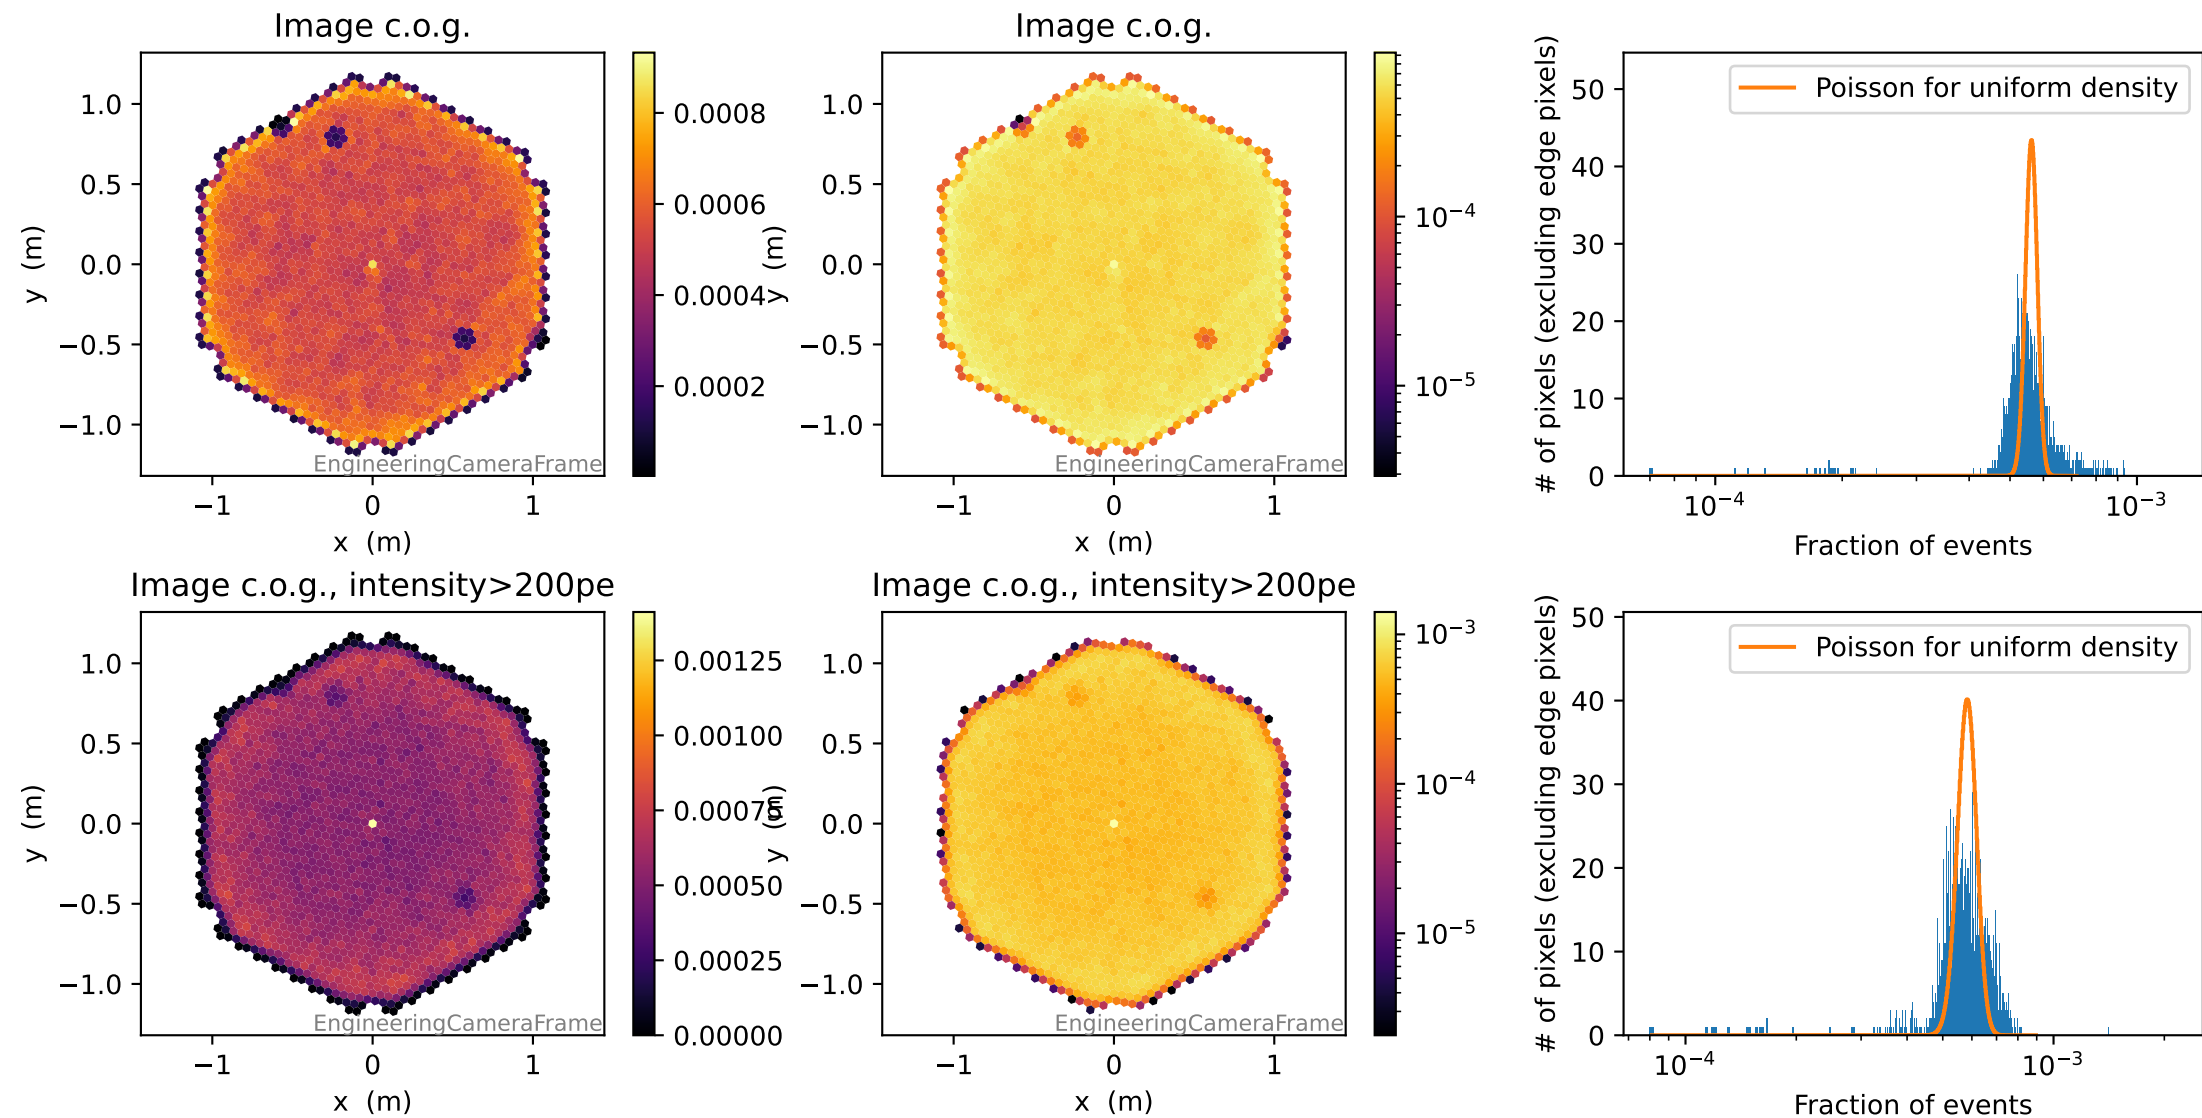 Image c.o.g.
1.0
0.5
0.0
−0.5
−1.0
y (m)
−1
0
1
x (m)
EngineeringCameraFrame
0.0008
0.0006
0.0004
0.0002
Image c.o.g.
1.0
0.5
0.0
−0.5
−1.0
y (m)
−1
0
1
x (m)
EngineeringCameraFrame
10⁻⁴
10⁻⁵
# of pixels (excluding edge pixels)
50
40
30
20
10
0
Poisson for uniform density
10⁻⁴
10⁻³
Fraction of events
Image c.o.g., intensity>200pe
1.0
0.5
0.0
−0.5
−1.0
y (m)
−1
0
1
x (m)
EngineeringCameraFrame
0.00125
0.00100
0.00075
0.00050
0.00025
0.00000
Image c.o.g., intensity>200pe
1.0
0.5
0.0
−0.5
−1.0
y (m)
−1
0
1
x (m)
EngineeringCameraFrame
10⁻³
10⁻⁴
10⁻⁵
# of pixels (excluding edge pixels)
50
40
30
20
10
0
Poisson for uniform density
10⁻⁴
10⁻³
Fraction of events